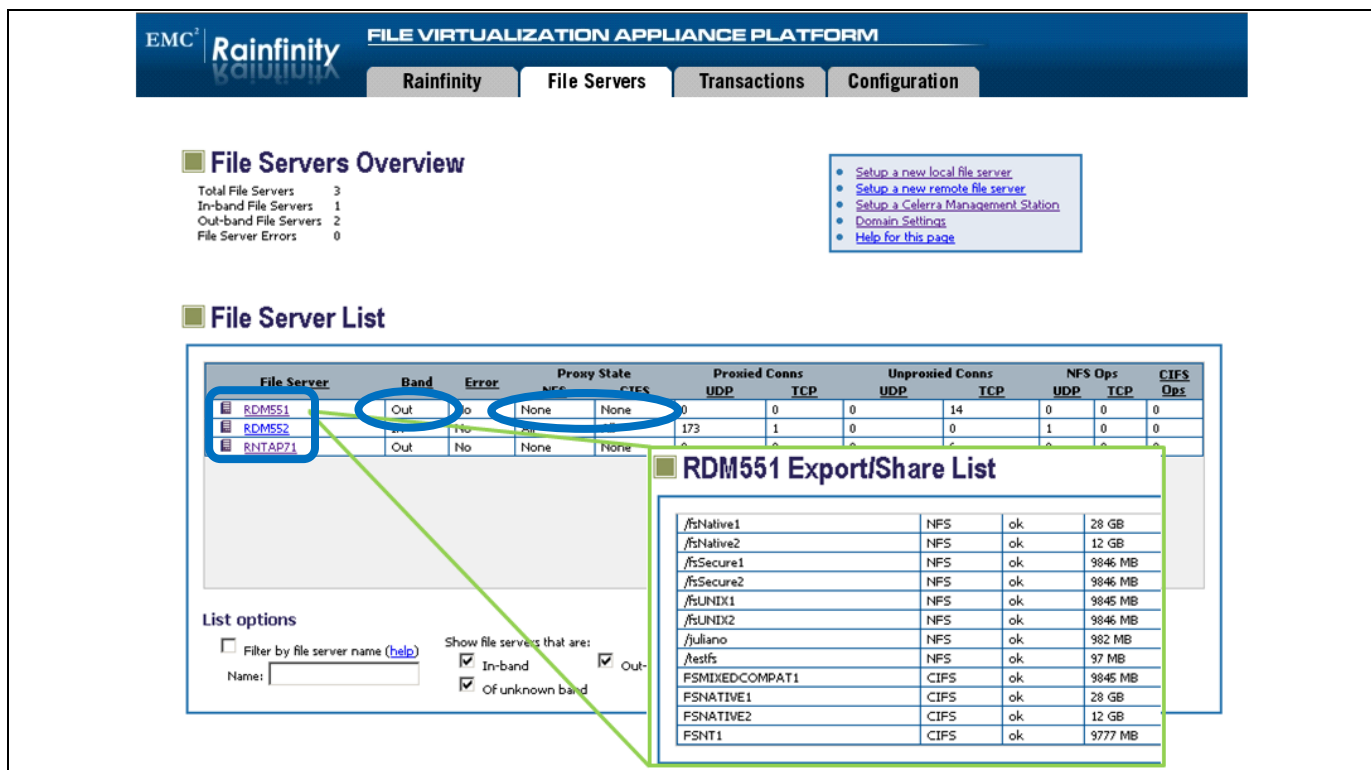 EMC² Rainfinity FILE VIRTUALIZATION APPLIANCE PLATFORM
Rainfinity File Servers Transactions Configuration
File Servers Overview
Total File Servers 3
In-band File Servers 1
Out-band File Servers 2
File Server Errors 0
Setup a new local file server
Setup a new remote file server
Setup a Celerra Management Station
Domain Settings
Help for this page
File Server List
Proxy State Proxied Conns Unproxied Conns NFS Ops CIFS
File Server Band Error NFS CIFS UDP TCP UDP TCP UDP TCP Ops
RDM551 Out No None None 0 0 0 14 0 0 0
RDM552 In No All 173 1 0 0 1 0 0
RNTAP71 Out No None None
RDM551 Export/Share List
/fsNative1 NFS ok 28 GB
/fsNative2 NFS ok 12 GB
/fsSecure1 NFS ok 9846 MB
/fsSecure2 NFS ok 9846 MB
/fsUNIX1 NFS ok 9845 MB
/fsUNIX2 NFS ok 9846 MB
/juliano NFS ok 982 MB
/testfs NFS ok 97 MB
FSMIXEDCOMPAT1 CIFS ok 9845 MB
FSNATIVE1 CIFS ok 28 GB
FSNATIVE2 CIFS ok 12 GB
FSNT1 CIFS ok 9777 MB
List options
Filter by file server name (help)
Name:
Show file servers that are:
In-band Out-
Of unknown band